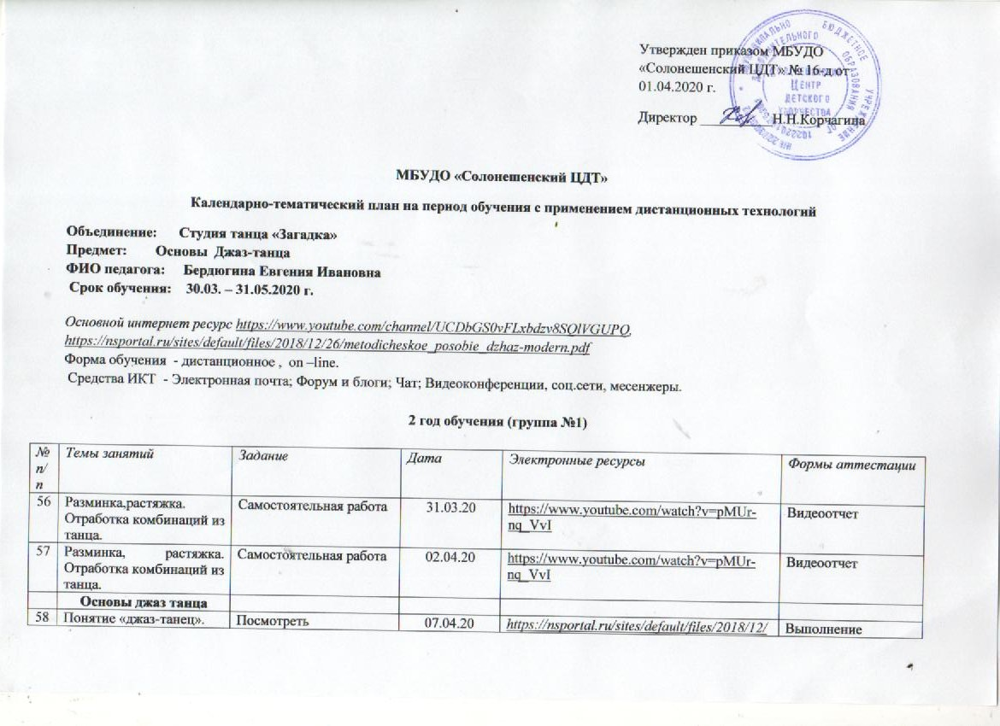 Утвержден приказом МБУДО
«Солонешенский ЦДТ» № 16-д от
01.04.2020 г.
Директор __________ Н.Н.Корчагина
БЮДЖЕТНОЕ
УЧРЕЖДЕНИЕ
ОБРАЗОВАНИЯ
ЦЕНТР
ДЕТСКОГО
ТВОРЧЕСТВА
МБУДО «Солонешенский ЦДТ»
Календарно-тематический план на период обучения с применением дистанционных технологий
Объединение: Студия танца «Загадка»
Предмет: Основы Джаз-танца
ФИО педагога: Бердюгина Евгения Ивановна
Срок обучения: 30.03. – 31.05.2020 г.
Основной интернет ресурс https://www.youtube.com/channel/UCDbGS0vFLxbdzv8SQlVGUPQ,
https://nsportal.ru/sites/default/files/2018/12/26/metodicheskoe_posobie_dzhaz-modern.pdf
Форма обучения - дистанционное , on –line.
Средства ИКТ - Электронная почта; Форум и блоги; Чат; Видеоконференции, соц.сети, месенжеры.
2 год обучения (группа №1)
№ п/п Темы занятий Задание Дата Электронные ресурсы Формы аттестации
56 Разминка,растяжка. Самостоятельная работа 31.03.20 https://www.youtube.com/watch?v=pMUr- Видеоотчет
Отработка комбинаций из nq_VvI
танца.
57 Разминка, растяжка. Самостоятельная работа 02.04.20 https://www.youtube.com/watch?v=pMUr- Видеоотчет
Отработка комбинаций из nq_VvI
танца.
Основы джаз танца
58 Понятие «джаз-танец». Посмотреть 07.04.20 https://nsportal.ru/sites/default/files/2018/12/ Выполнение